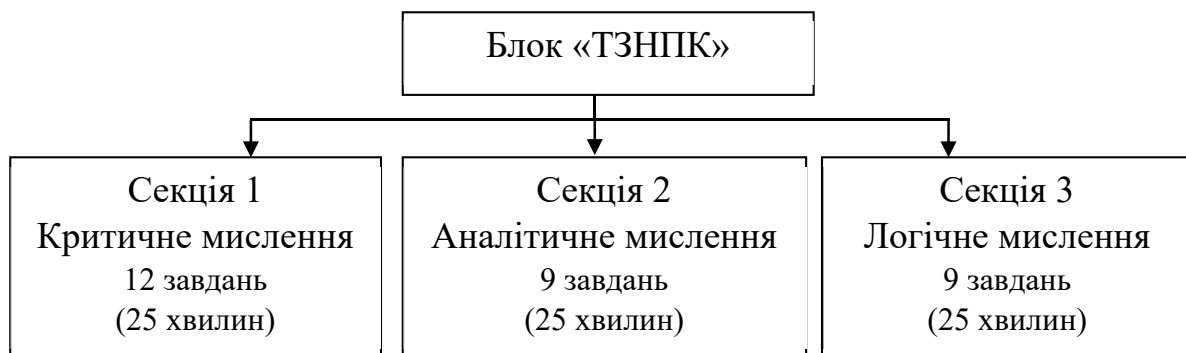 Блок «ТЗНПК»
Секція 1
Критичне мислення
12 завдань
(25 хвилин)
Секція 2
Аналітичне мислення
9 завдань
(25 хвилин)
Секція 3
Логічне мислення
9 завдань
(25 хвилин)